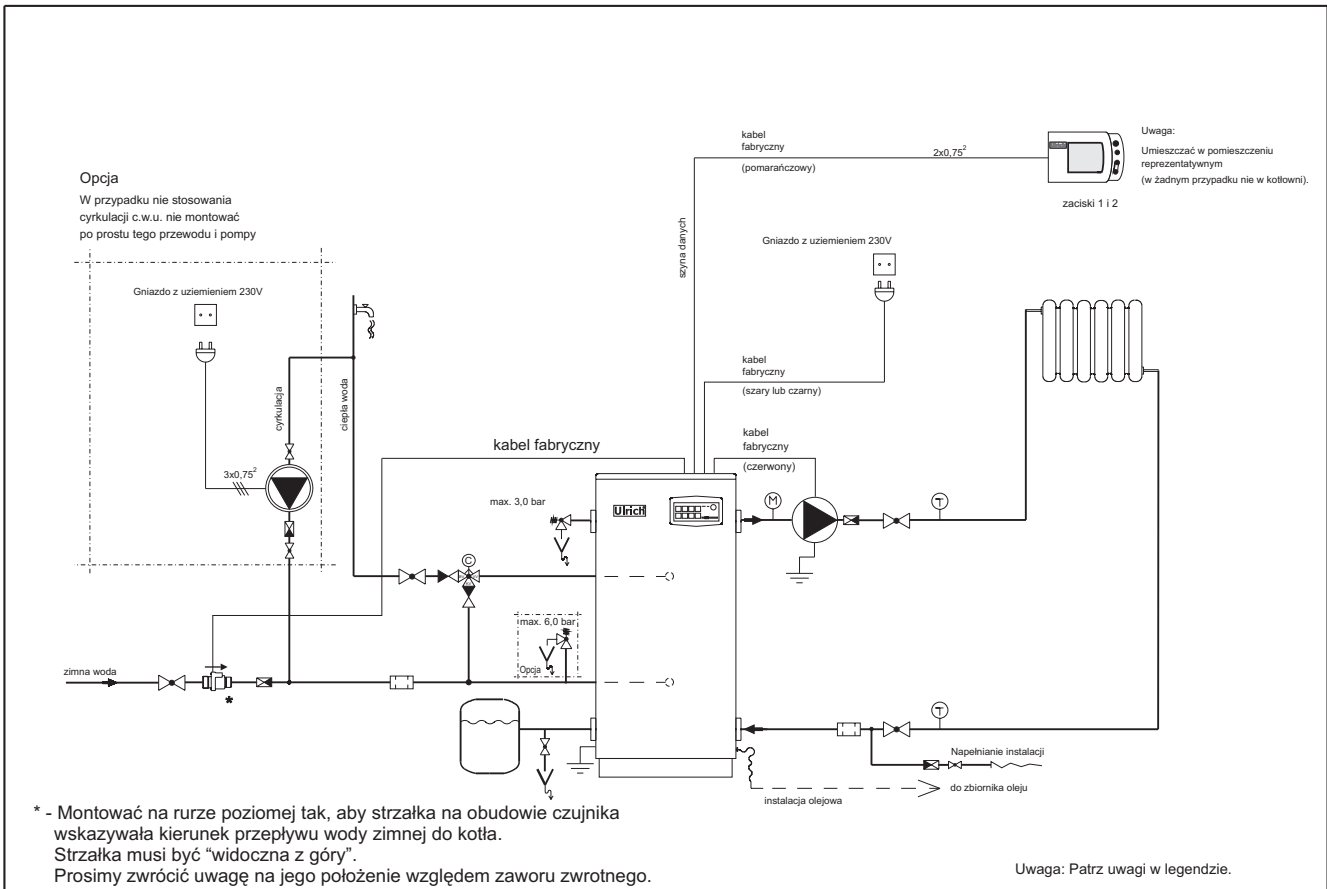 kabel
fabryczny
(pomarańczowy)
2x0,75²
Uwaga:
Umieszczać w pomieszczeniu
reprezentatywnym
(w żadnym przypadku nie w kotłowni).
zaciski 1 i 2
Opcja
W przypadku nie stosowania
cyrkulacji c.w.u. nie montować
po prostu tego przewodu i pompy
szyna danych
Gniazdo z uziemieniem 230V
Gniazdo z uziemieniem 230V
cyrkulacja
ciepła woda
kabel
fabryczny
(szary lub czarny)
kabel fabryczny
kabel
fabryczny
(czerwony)
3x0,75²
max. 3,0 bar
Ulrich
M
T
C
max. 6,0 bar
Opcja
zimna woda
*
T
Napełnianie instalacji
instalacja olejowa
do zbiornika oleju
* - Montować na rurze poziomej tak, aby strzałka na obudowie czujnika
wskazywała kierunek przepływu wody zimnej do kotła.
Strzałka musi być “widoczna z góry”.
Prosimy zwrócić uwagę na jego położenie względem zaworu zwrotnego.
Uwaga: Patrz uwagi w legendzie.